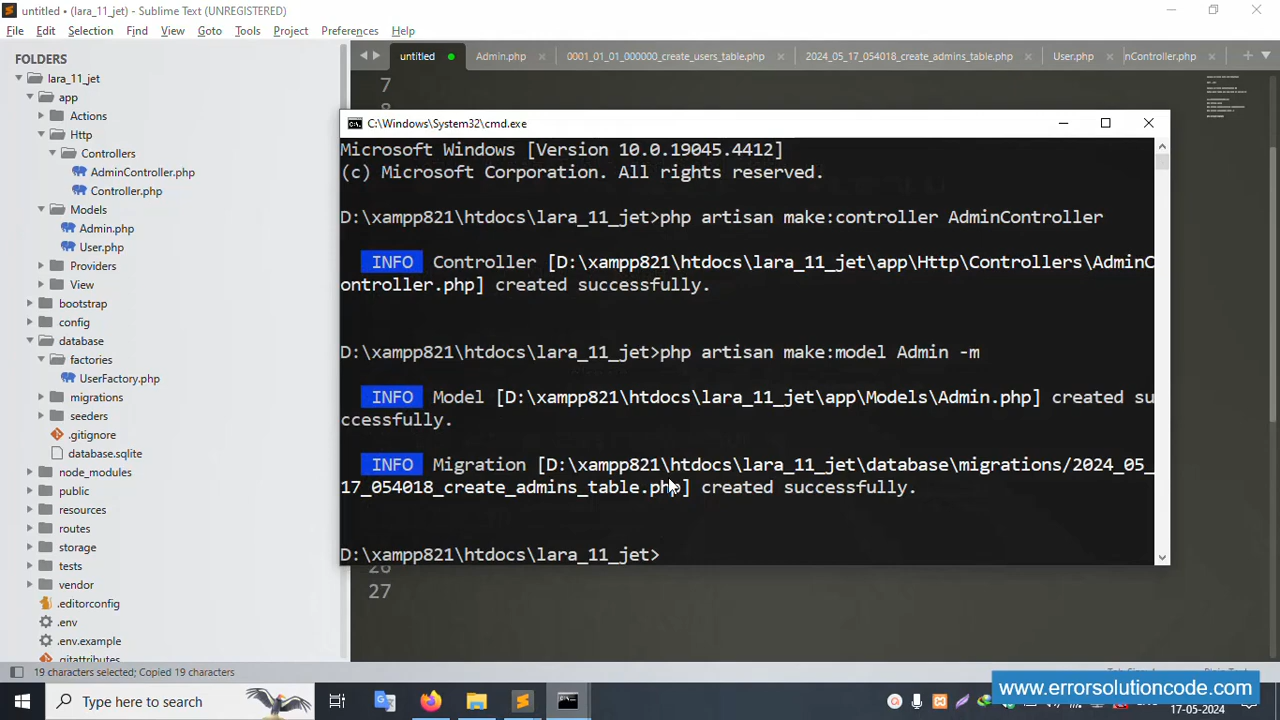 untitled • (lara_11_jet) - Sublime Text (UNREGISTERED)
File Edit Selection Find View Goto Tools Project Preferences Help
FOLDERS
lara_11_jet
app
Actions
Http
Controllers
AdminController.php
Controller.php
Models
Admin.php
User.php
Providers
View
bootstrap
config
database
factories
UserFactory.php
migrations
seeders
.gitignore
database.sqlite
node_modules
public
resources
routes
storage
tests
vendor
.editorconfig
.env
.env.example
.gitattributes
untitled Admin.php 0001_01_01_000000_create_users_table.php 2024_05_17_054018_create_admins_table.php User.php nController.php
7
8
C:\Windows\System32\cmd.exe
Microsoft Windows [Version 10.0.19045.4412]
(c) Microsoft Corporation. All rights reserved.
D:\xampp821\htdocs\lara_11_jet>php artisan make:controller AdminController
INFO Controller [D:\xampp821\htdocs\lara_11_jet\app\Http\Controllers\AdminC
ontroller.php] created successfully.
D:\xampp821\htdocs\lara_11_jet>php artisan make:model Admin -m
INFO Model [D:\xampp821\htdocs\lara_11_jet\app\Models\Admin.php] created su
ccessfully.
INFO Migration [D:\xampp821\htdocs\lara_11_jet\database\migrations/2024_05_
17_054018_create_admins_table.php] created successfully.
D:\xampp821\htdocs\lara_11_jet>
26
27
19 characters selected; Copied 19 characters
Type here to search
www.errorsolutioncode.com
17-05-2024